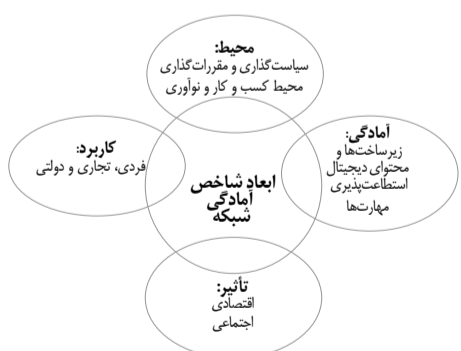 محیط:
سیاست‌گذاری و مقررات‌گذاری
محیط کسب و کار و نوآوری
آمادگی:
زیرساخت‌ها و
محتوای دیجیتال
استطاعت‌پذیری
مهارت‌ها
کاربرد:
فردی، تجاری و دولتی
ابعاد شاخص
آمادگی
شبکه
تأثیر:
اقتصادی
اجتماعی